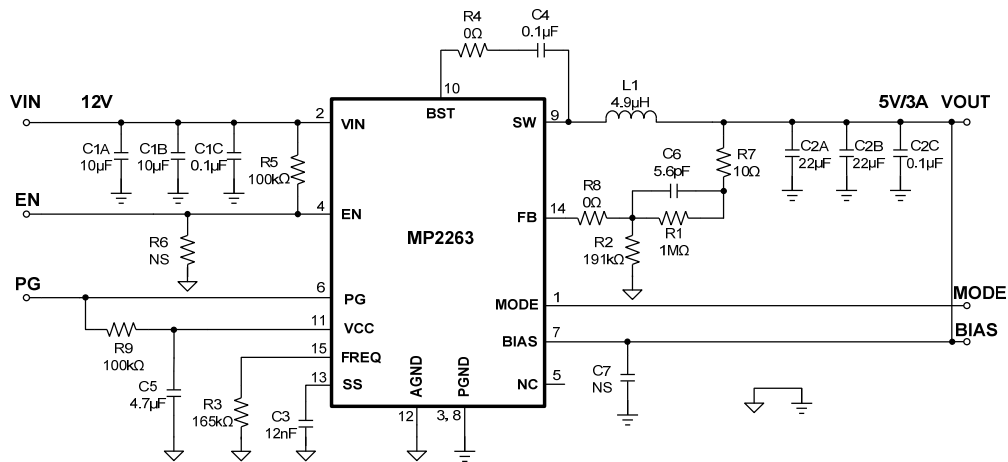 R4
0Ω
C4
0.1µF
10
BST
VIN
12V
2
VIN
SW
9
L1
4.9µH
5V/3A
VOUT
C1A
10µF
C1B
10µF
C1C
0.1µF
R5
100kΩ
C6
5.6pF
R7
10Ω
C2A
22µF
C2B
22µF
C2C
0.1µF
EN
4
EN
MP2263
FB
14
R8
0Ω
R1
1MΩ
R2
191kΩ
R6
NS
PG
6
PG
MODE
1
MODE
11
VCC
BIAS
7
BIAS
R9
100kΩ
15
FREQ
C7
NS
13
SS
AGND
PGND
NC
5
C5
4.7µF
R3
165kΩ
C3
12nF
12
3, 8